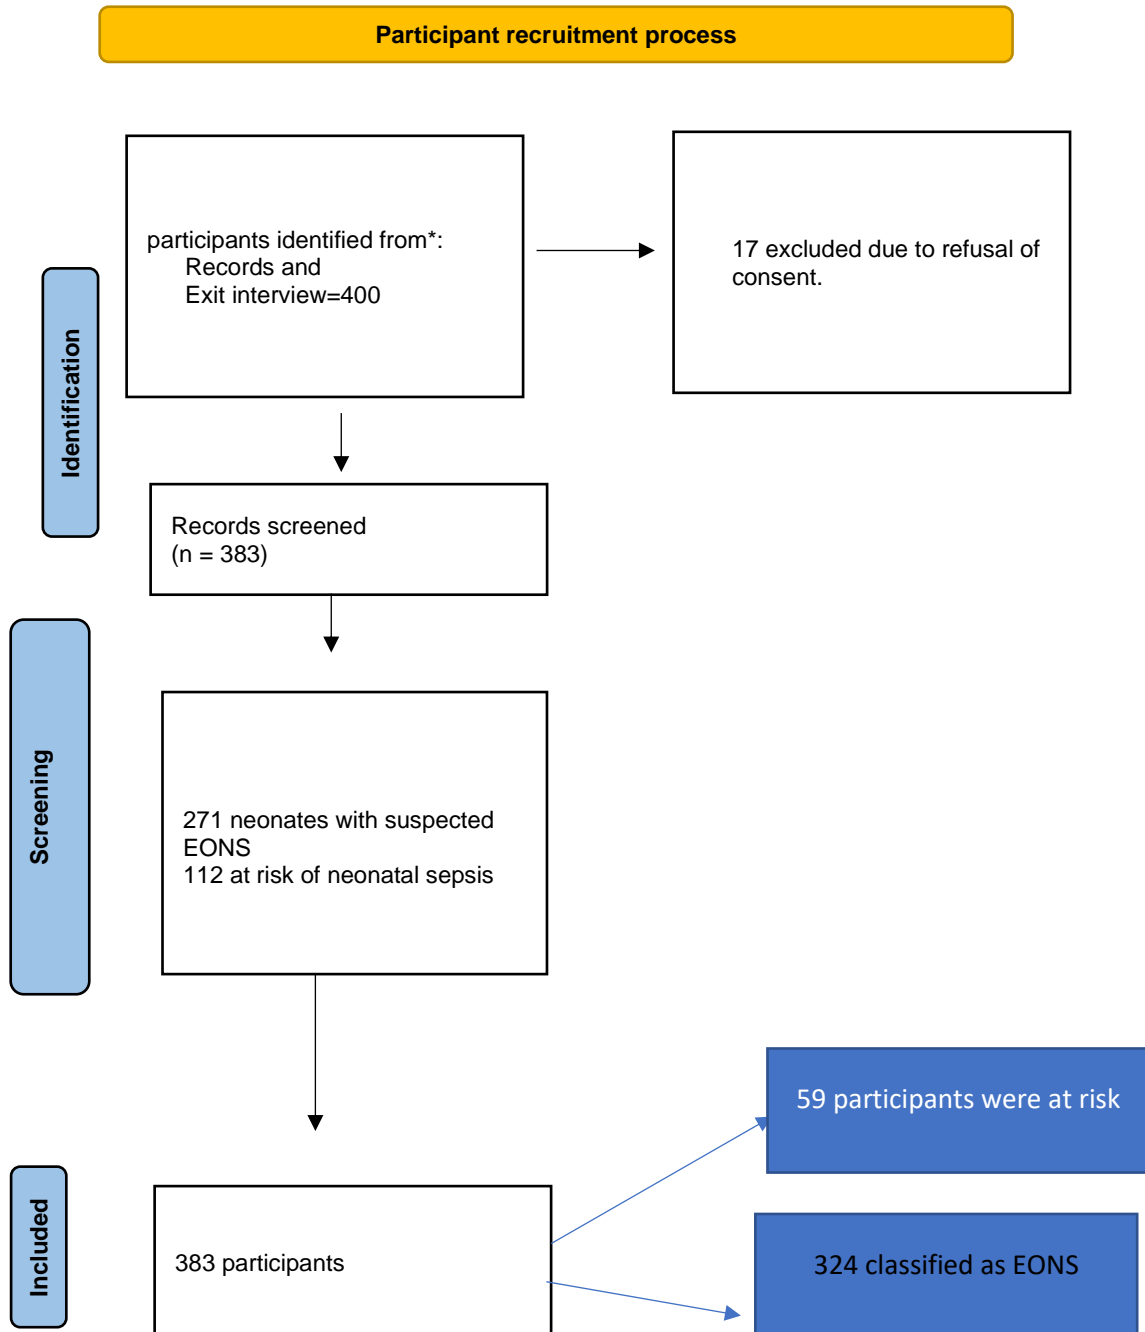 Participant recruitment process
participants identified from*:
Records and
Exit interview=400
17 excluded due to refusal of
consent.
Identification
Records screened
(n = 383)
Screening
271 neonates with suspected
EONS
112 at risk of neonatal sepsis
59 participants were at risk
Included
383 participants
324 classified as EONS